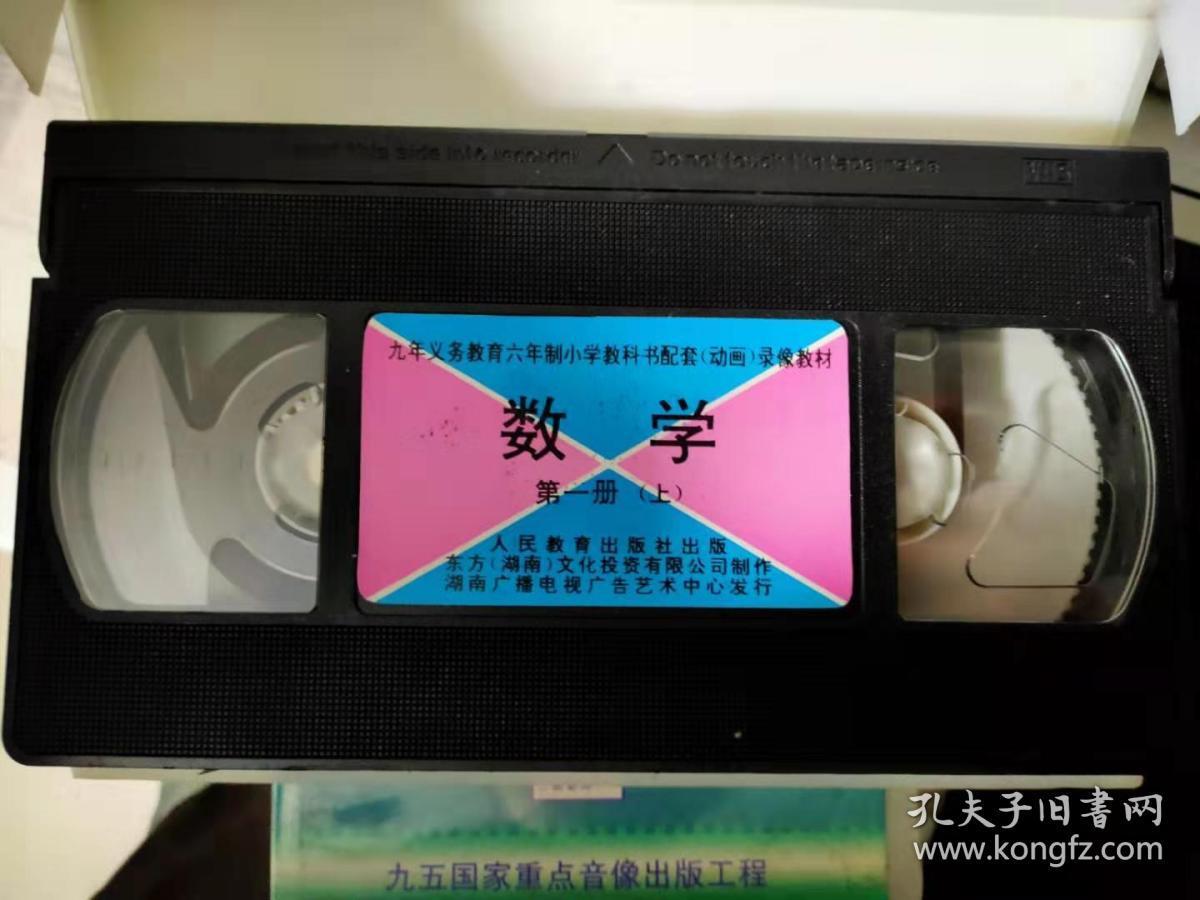 this side into recorder △ Do not touch the tape inside
VHS
九年义务教育六年制小学教科书配套(动画)录像教材
数 学
第一册(上)
人民教育出版社出版
东方(湖南)文化投资有限公司制作
湖南广播电视广告艺术中心发行
九五国家重点音像出版工程
孔夫子旧书网
www.kongfz.com